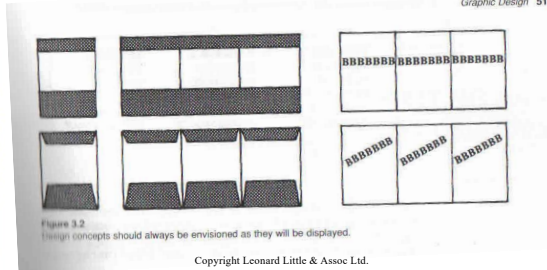 Graphic Design 51
BBBBBBB BBBBBBB BBBBBBB
BBBBBBB BBBBBBB BBBBBBB
Figure 3.2
Design concepts should always be envisioned as they will be displayed.
Copyright Leonard Little & Assoc Ltd.